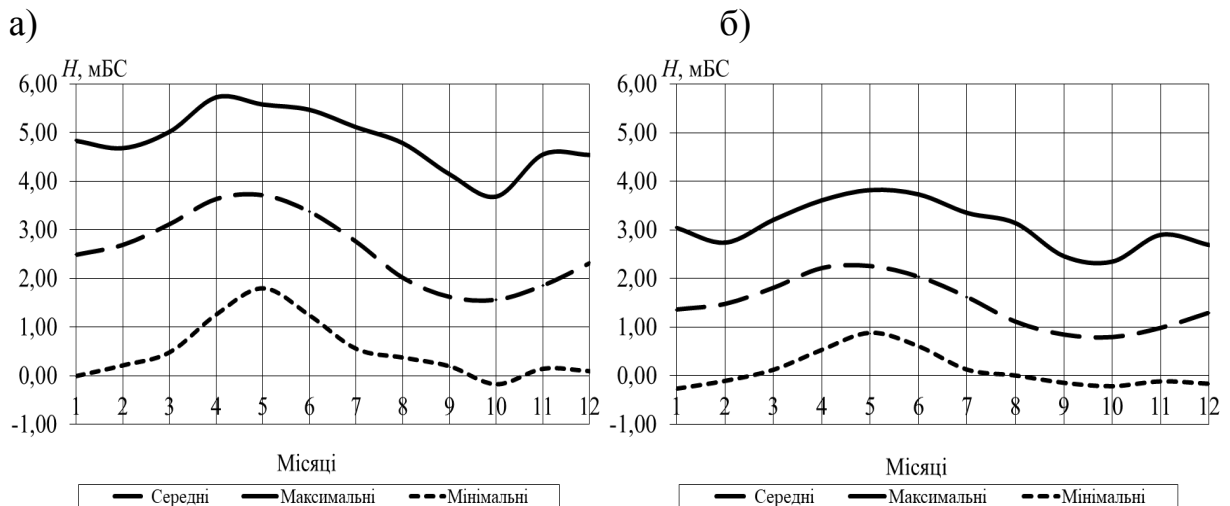 а)
H, мБС
6,00
5,00
4,00
3,00
2,00
1,00
0,00
-1,00
1 2 3 4 5 6 7 8 9 10 11 12
Місяці
Середні Максимальні Мінімальні
б)
H, мБС
6,00
5,00
4,00
3,00
2,00
1,00
0,00
-1,00
1 2 3 4 5 6 7 8 9 10 11 12
Місяці
Середні Максимальні Мінімальні